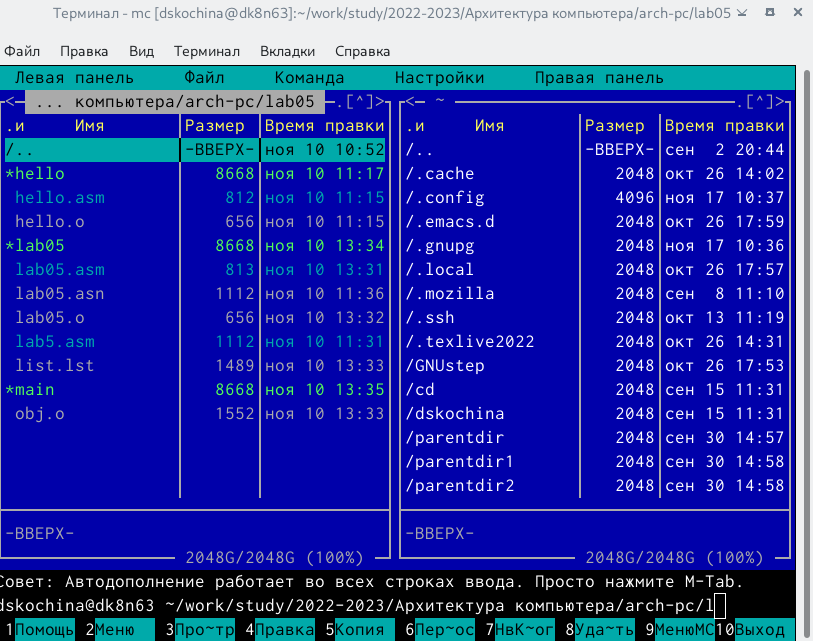 Терминал - mc [dskochina@dk8n63]:~/work/study/2022-2023/Архитектура компьютера/arch-pc/lab05
Файл Правка Вид Терминал Вкладки Справка
Левая панель Файл Команда Настройки Правая панель
<─ ... компьютера/arch-pc/lab05 ─.[^]>
.и Имя Размер Время правки
/.. -ВВЕРХ- ноя 10 10:52
*hello 8668 ноя 10 11:17
hello.asm 812 ноя 10 11:15
hello.o 656 ноя 10 11:15
*lab05 8668 ноя 10 13:34
lab05.asm 813 ноя 10 13:31
lab05.asn 1112 ноя 10 11:36
lab05.o 656 ноя 10 13:32
lab5.asm 1112 ноя 10 11:31
list.lst 1489 ноя 10 13:33
*main 8668 ноя 10 13:35
obj.o 1552 ноя 10 13:33
-ВВЕРХ-
2048G/2048G (100%)
<─ ~ ─.[^]>
.и Имя Размер Время правки
/.. -ВВЕРХ- сен 2 20:44
/.cache 2048 окт 26 14:02
/.config 4096 ноя 17 10:37
/.emacs.d 2048 окт 26 17:59
/.gnupg 2048 ноя 17 10:36
/.local 2048 окт 26 17:57
/.mozilla 2048 сен 8 11:10
/.ssh 2048 окт 13 11:19
/.texlive2022 2048 окт 26 14:31
/GNUstep 2048 окт 26 17:53
/cd 2048 сен 15 11:31
/dskochina 2048 сен 15 11:31
/parentdir 2048 сен 30 14:57
/parentdir1 2048 сен 30 14:58
/parentdir2 2048 сен 30 14:58
-ВВЕРХ-
2048G/2048G (100%)
Совет: Автодополнение работает во всех строках ввода. Просто нажмите M-Tab.
dskochina@dk8n63 ~/work/study/2022-2023/Архитектура компьютера/arch-pc/l
1Помощь 2Меню 3Про~тр 4Правка 5Копия 6Пер~ос 7НвК~ог 8Уда~ть 9МенюMC 10Выход